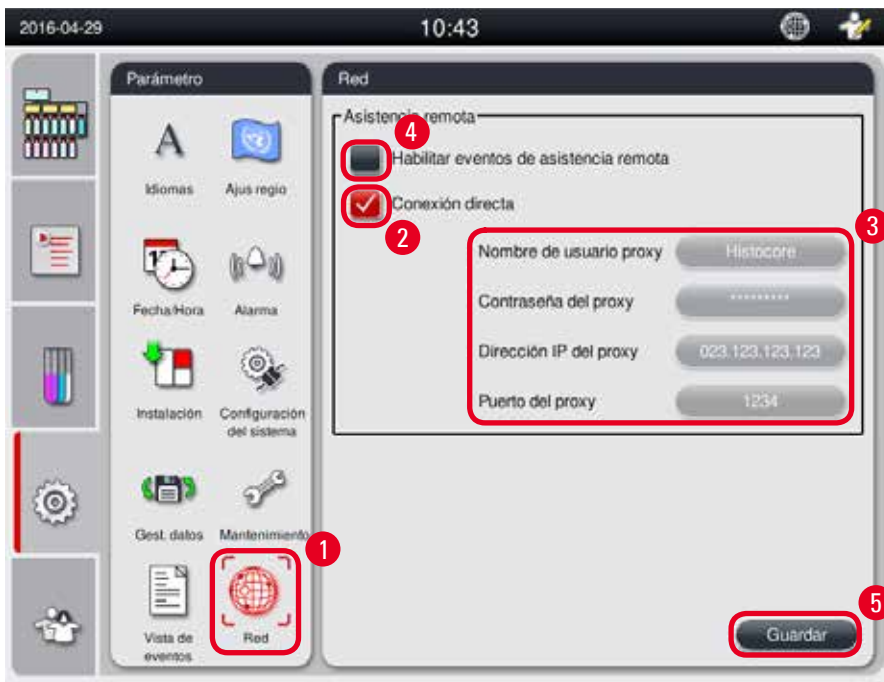 2016-04-29
10:43
Parámetro
Idiomas
Ajus regio
Fecha/Hora
Alarma
Instalación
Configuración
del sistema
Gest. datos
Mantenimiento
1
Vista de
eventos
Red
Red
Asistencia remota
4
Habilitar eventos de asistencia remota
Conexión directa
2
3
Nombre de usuario proxy
Histocore
Contraseña del proxy
*********
Dirección IP del proxy
023.123.123.123
Puerto del proxy
1234
5
Guardar